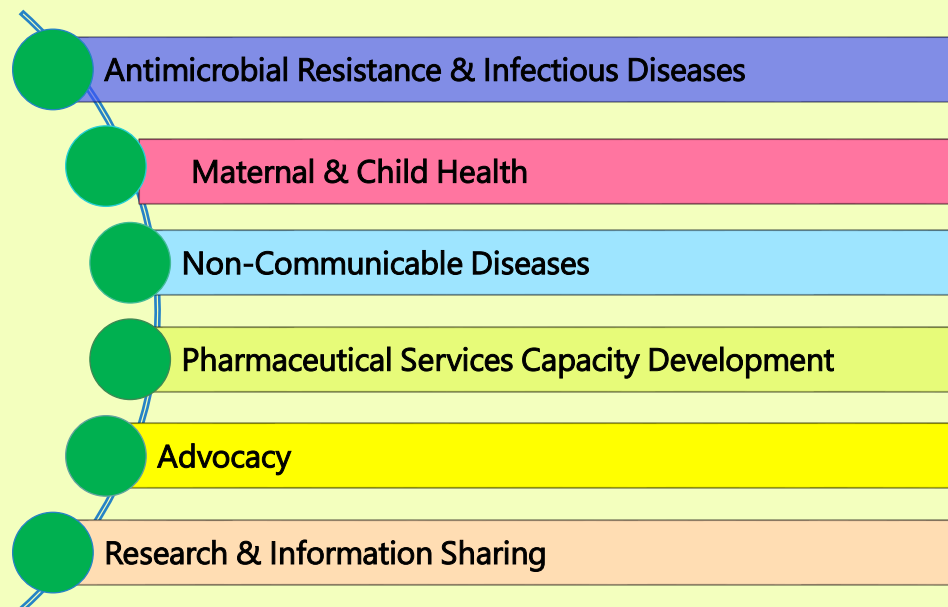 Antimicrobial Resistance & Infectious Diseases
Maternal & Child Health
Non-Communicable Diseases
Pharmaceutical Services Capacity Development
Advocacy
Research & Information Sharing